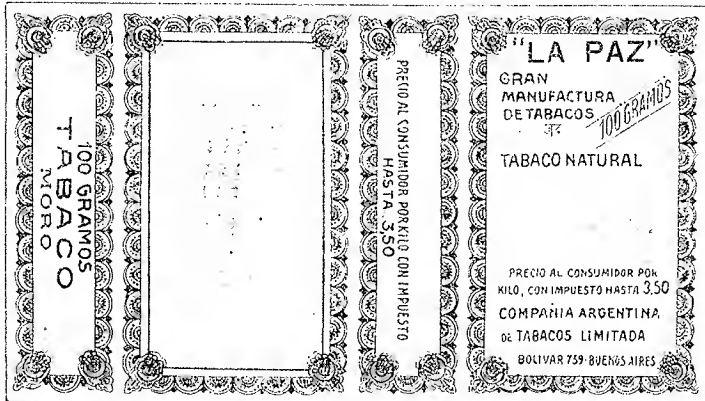 100 GRAMOS
TABACO
MORO
PRECIO AL CONSUMIDOR POR KILO CON IMPUESTO
HASTA 3,50
"LA PAZ"
GRAN
MANUFACTURA
DE TABACOS
100 GRAMOS
TABACO NATURAL
PRECIO AL CONSUMIDOR POR
KILO, CON IMPUESTO HASTA 3,50
COMPAÑIA ARGENTINA
DE TABACOS LIMITADA
BOLIVAR 759-BUENOS AIRES